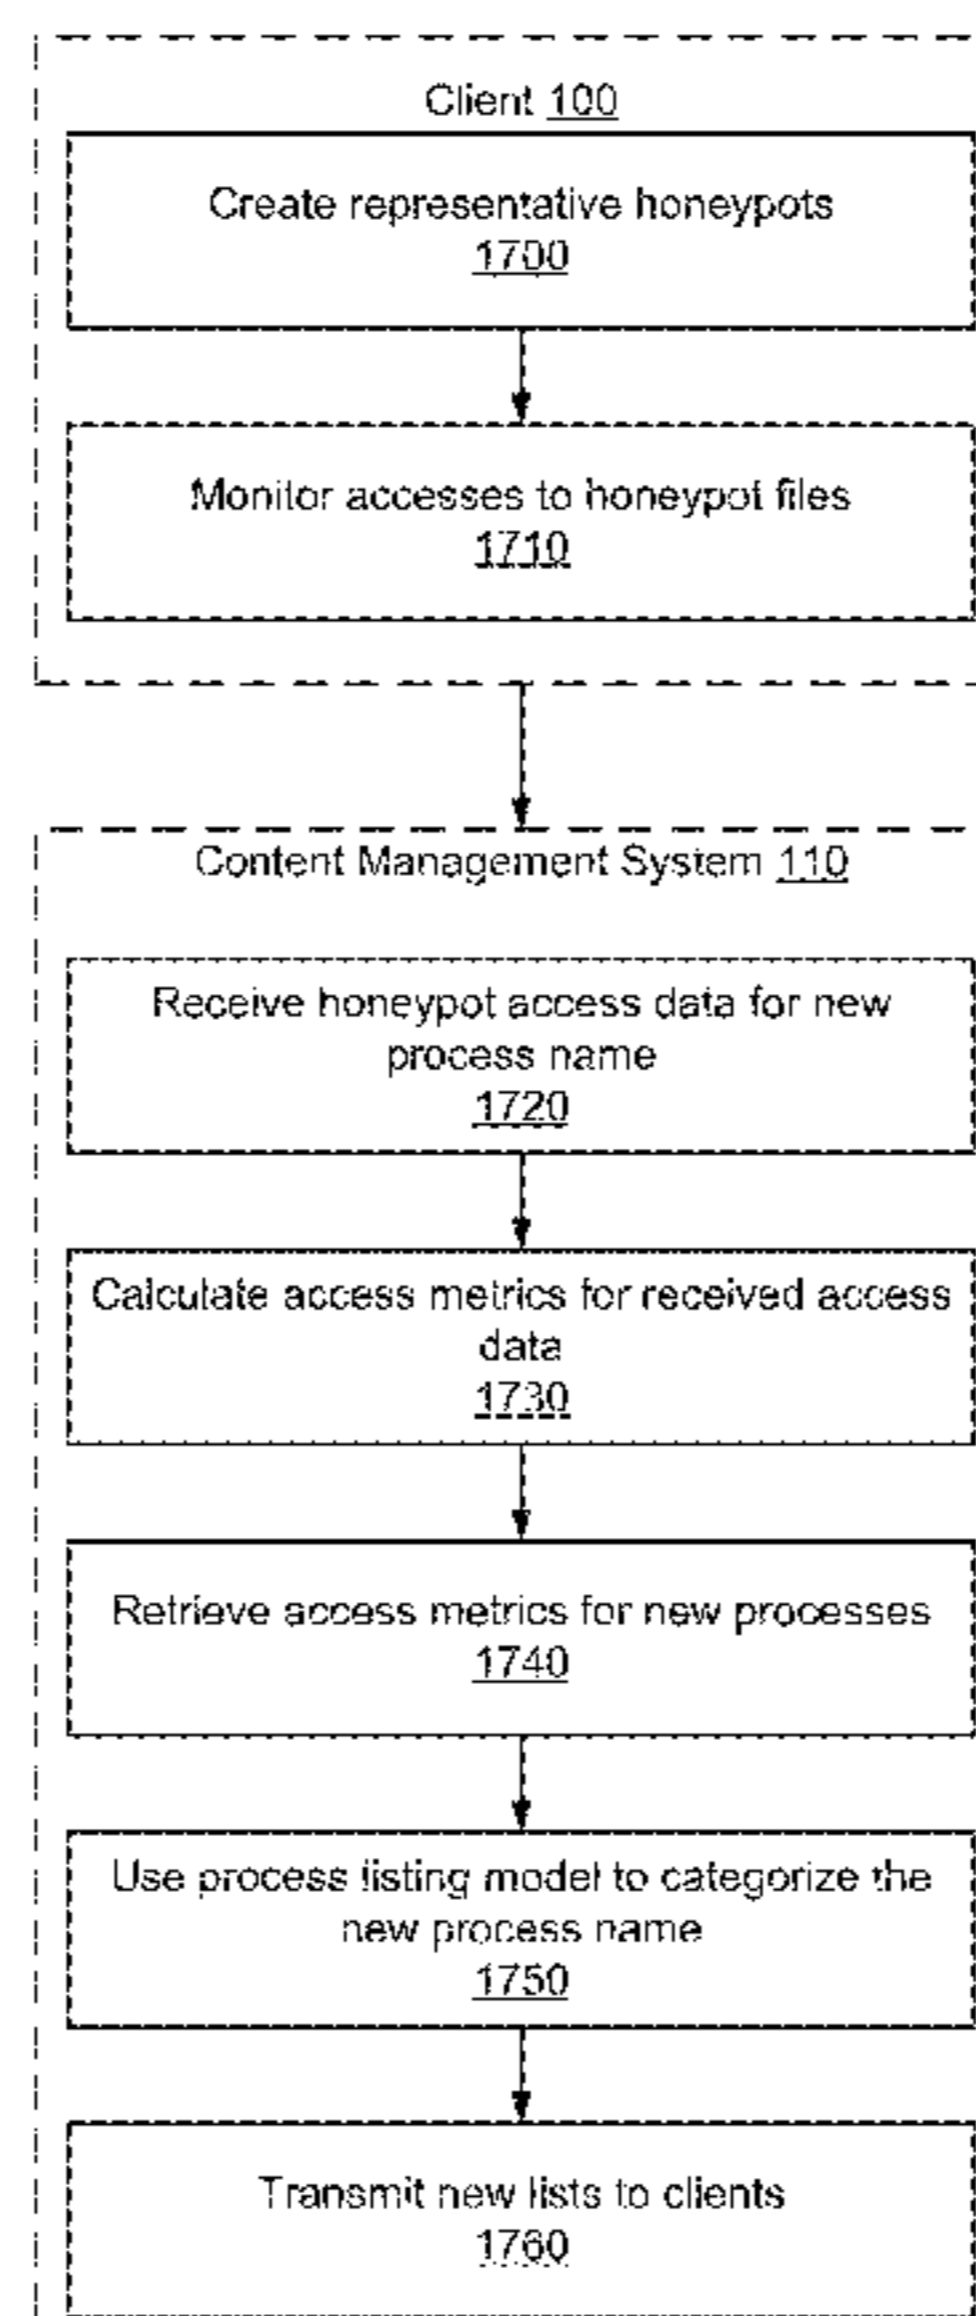 Client 100
Create representative honeypots
1700
Monitor accesses to honeypot files
1710
Content Management System 110
Receive honeypot access data for new
process name
1720
Calculate access metrics for received access
data
1730
Retrieve access metrics for new processes
1740
Use process listing model to categorize the
new process name
1750
Transmit new lists to clients
1760